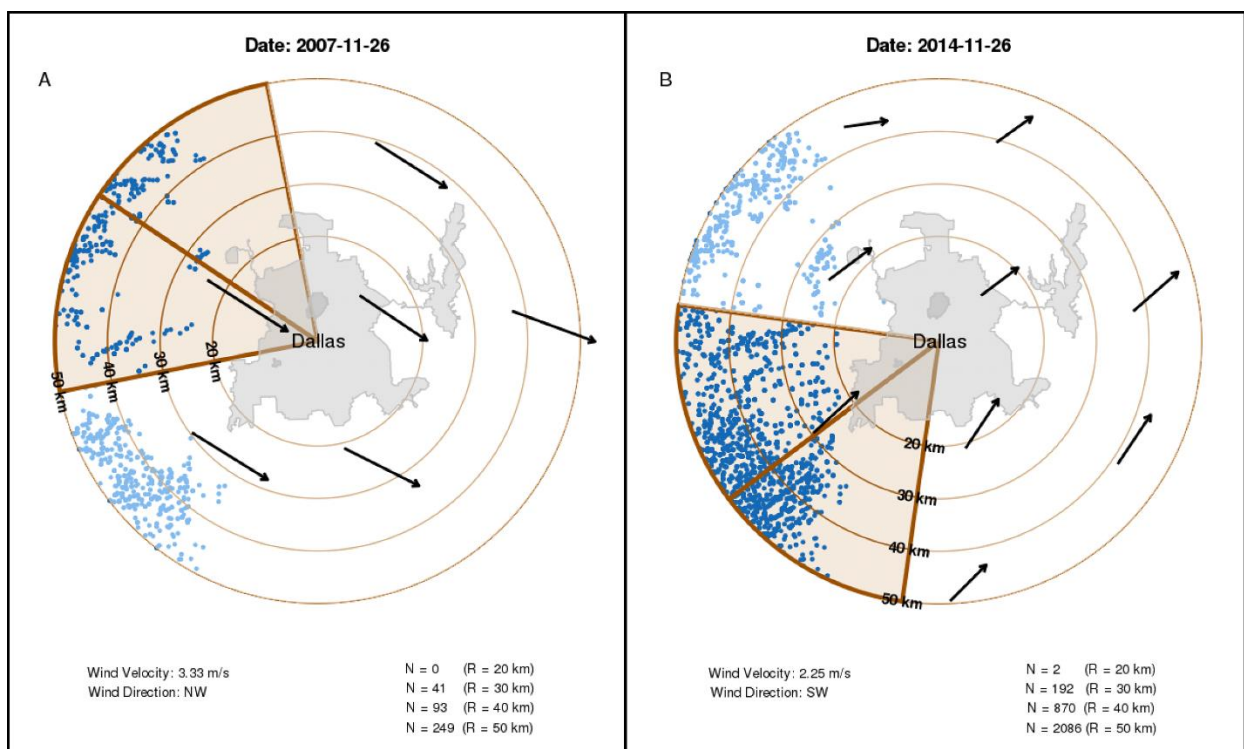 Date: 2007-11-26
A
Dallas
20 km
30 km
40 km
50 km
Wind Velocity: 3.33 m/s
Wind Direction: NW
N = 0 (R = 20 km)
N = 41 (R = 30 km)
N = 93 (R = 40 km)
N = 249 (R = 50 km)
Date: 2014-11-26
B
Dallas
20 km
30 km
40 km
50 km
Wind Velocity: 2.25 m/s
Wind Direction: SW
N = 2 (R = 20 km)
N = 192 (R = 30 km)
N = 870 (R = 40 km)
N = 2086 (R = 50 km)